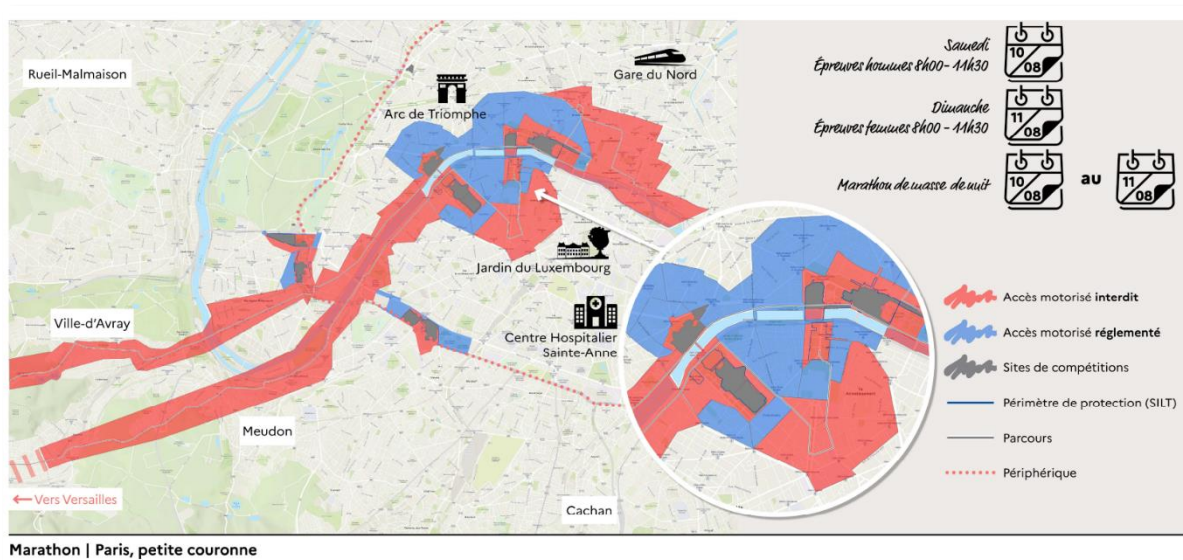 Rueil-Malmaison
Arc de Triomphe
Gare du Nord
Jardin du Luxembourg
Centre Hospitalier
Sainte-Anne
Ville-d'Avray
Meudon
← Vers Versailles
Cachan
Samedi
Épreuves hommes 8h00 - 11h30
10
08
Dimanche
Épreuves femmes 8h00 - 11h30
11
08
Marathon de masse de nuit
10
08
au
11
08
Accès motorisé interdit
Accès motorisé réglementé
Sites de compétitions
Périmètre de protection (SILT)
Parcours
Périphérique
Marathon | Paris, petite couronne